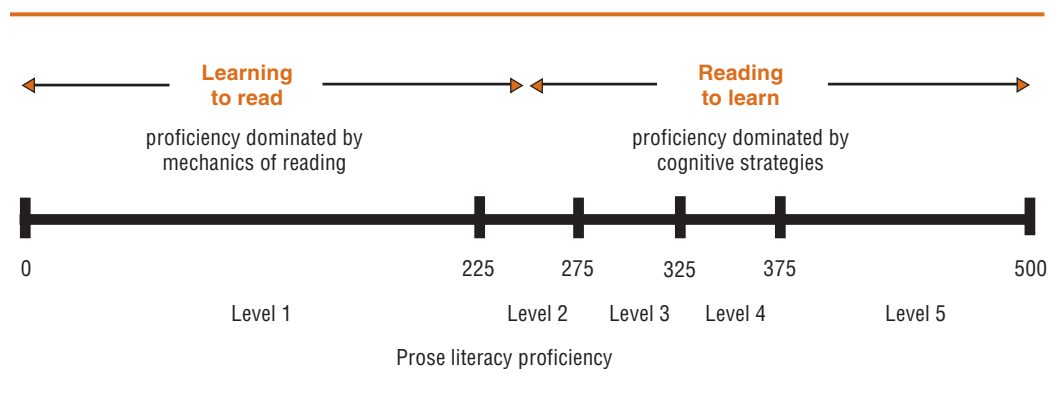 Learning
to read
Reading
to learn
proficiency dominated by
mechanics of reading
proficiency dominated by
cognitive strategies
0 225 275 325 375 500
Level 1 Level 2 Level 3 Level 4 Level 5
Prose literacy proficiency